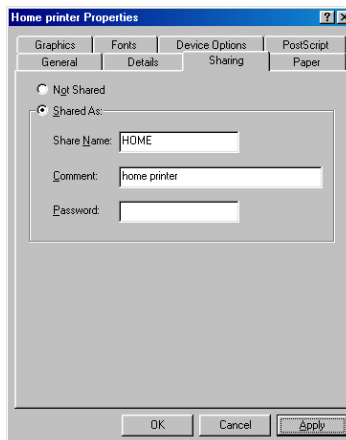 Home printer Properties
Graphics Fonts Device Options PostScript
General Details Sharing Paper
Not Shared
Shared As:
Share Name: HOME
Comment: home printer
Password:
OK Cancel Apply